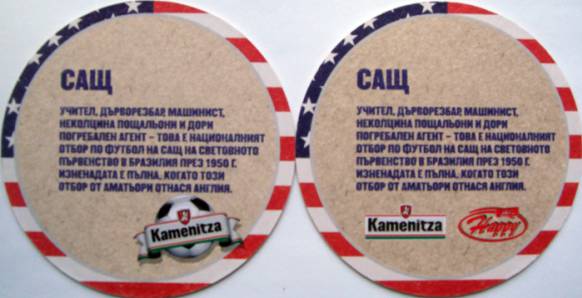 САЩ
УЧИТЕЛ, ДЪРВОРЕЗБАР, МАШИНИСТ,
НЕКОЛЦИНА ПОЩАЛЬОНИ И ДОРИ
ПОГРЕБАЛЕН АГЕНТ – ТОВА Е НАЦИОНАЛНИЯТ
ОТБОР ПО ФУТБОЛ НА САЩ НА СВЕТОВНОТО
ПЪРВЕНСТВО В БРАЗИЛИЯ ПРЕЗ 1950 Г.
ИЗНЕНАДАТА Е ПЪЛНА, КОГАТО ТОЗИ
ОТБОР ОТ АМАТЬОРИ ОТНАСЯ АНГЛИЯ.
Kamenitza
САЩ
УЧИТЕЛ, ДЪРВОРЕЗБАР, МАШИНИСТ,
НЕКОЛЦИНА ПОЩАЛЬОНИ И ДОРИ
ПОГРЕБАЛЕН АГЕНТ – ТОВА Е НАЦИОНАЛНИЯТ
ОТБОР ПО ФУТБОЛ НА САЩ НА СВЕТОВНОТО
ПЪРВЕНСТВО В БРАЗИЛИЯ ПРЕЗ 1950 Г.
ИЗНЕНАДАТА Е ПЪЛНА, КОГАТО ТОЗИ
ОТБОР ОТ АМАТЬОРИ ОТНАСЯ АНГЛИЯ.
Kamenitza Happy